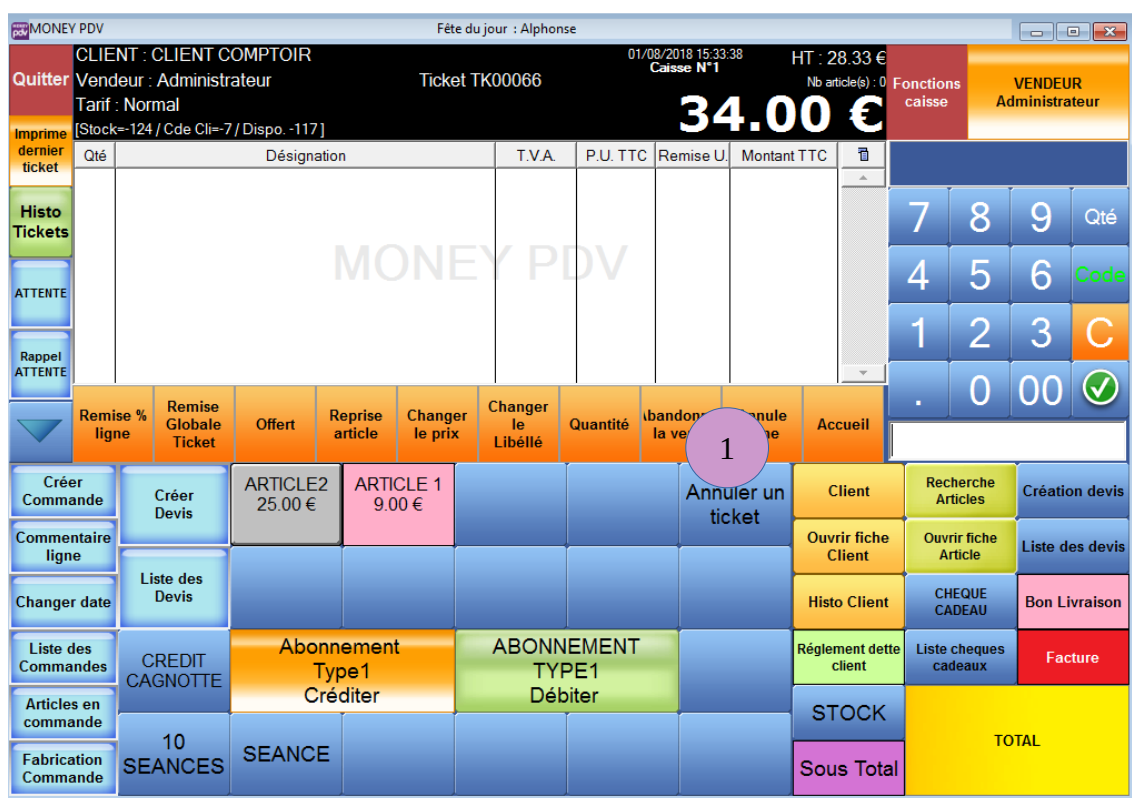 MONEY PDV
Fête du jour : Alphonse
Quitter
CLIENT : CLIENT COMPTOIR
Vendeur : Administrateur
Tarif : Normal
[Stock=-124 / Cde Cli=-7 / Dispo. -117 ]
Ticket TK00066
01/08/2018 15:33:38
Caisse N°1
HT : 28.33 €
Nb article(s) : 0
34.00 €
Fonctions
caisse
VENDEUR
Administrateur
Imprime
dernier
ticket
Qté
Désignation
T.V.A.
P.U. TTC
Remise U.
Montant TTC
MONEY PDV
Histo
Tickets
ATTENTE
Rappel
ATTENTE
7 8 9 Qté
4 5 6 Code
1 2 3 C
. 0 00
Remise %
ligne
Remise
Globale
Ticket
Offert
Reprise
article
Changer
le prix
Changer
le
Libéllé
Quantité
Accueil
1
Créer
Commande
Créer
Devis
ARTICLE2
25.00 €
ARTICLE 1
9.00 €
Annuler un
ticket
Client
Recherche
Articles
Création devis
Commentaire
ligne
Ouvrir fiche
Client
Ouvrir fiche
Article
Liste des devis
Changer date
Liste des
Devis
Histo Client
CHEQUE
CADEAU
Bon Livraison
Liste des
Commandes
CREDIT
CAGNOTTE
Abonnement
Type1
Créditer
ABONNEMENT
TYPE1
Débiter
Réglement dette
client
Liste cheques
cadeaux
Facture
Articles en
commande
STOCK
TOTAL
Fabrication
Commande
10
SEANCES
SEANCE
Sous Total